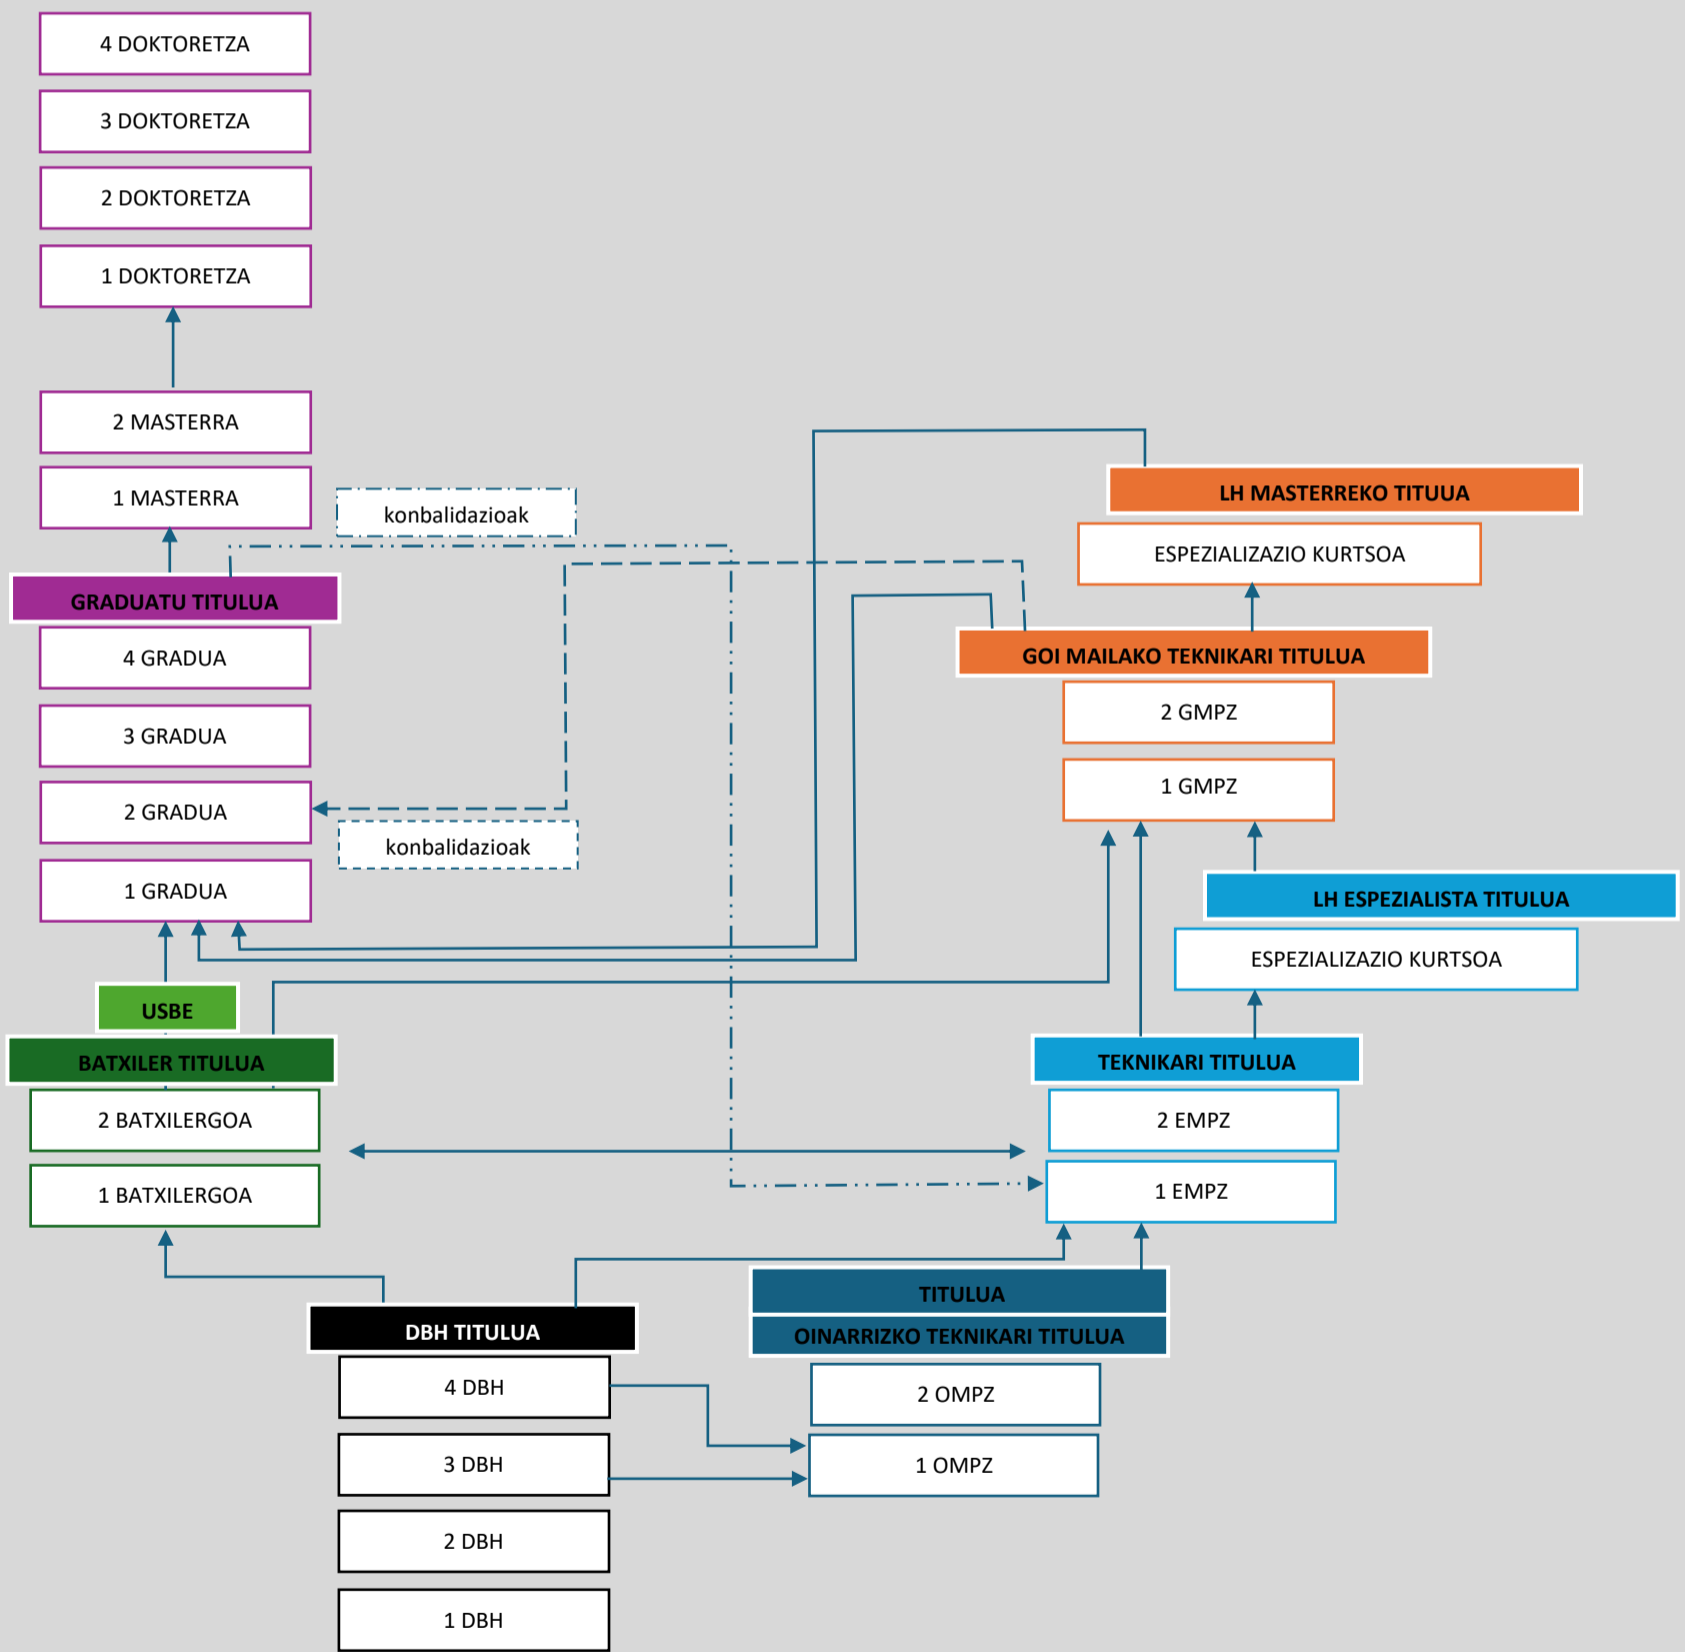 4 DOKTORETZA
3 DOKTORETZA
2 DOKTORETZA
1 DOKTORETZA
2 MASTERRA
1 MASTERRA
konbalidazioak
GRADUATU TITULUA
4 GRADUA
3 GRADUA
2 GRADUA
konbalidazioak
1 GRADUA
USBE
BATXILER TITULUA
2 BATXILERGOA
1 BATXILERGOA
LH MASTERREKO TITUUA
ESPEZIALIZAZIO KURTSOA
GOI MAILAKO TEKNIKARI TITULUA
2 GMPZ
1 GMPZ
LH ESPEZIALISTA TITULUA
ESPEZIALIZAZIO KURTSOA
TEKNIKARI TITULUA
2 EMPZ
1 EMPZ
TITULUA
OINARRIZKO TEKNIKARI TITULUA
2 OMPZ
1 OMPZ
DBH TITULUA
4 DBH
3 DBH
2 DBH
1 DBH